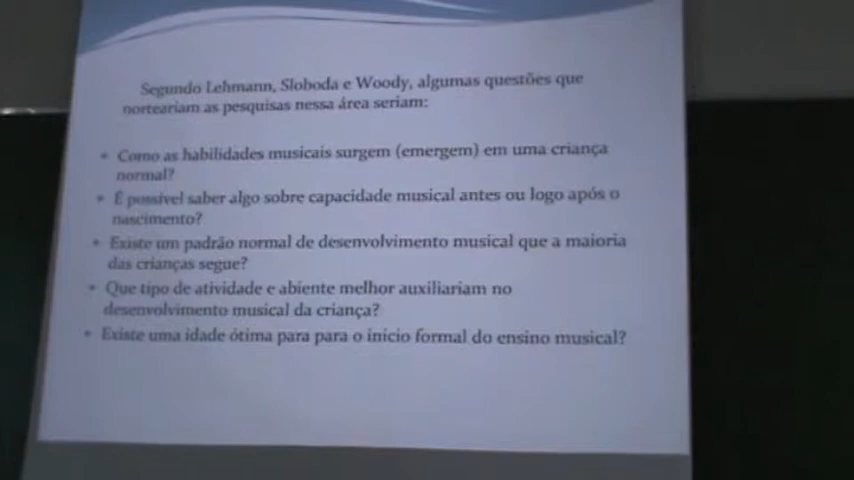 Segundo Lehmann, Sloboda e Woody, algumas questões que
norteariam as pesquisas nessa área seriam:
• Como as habilidades musicais surgem (emergem) em uma criança
normal?
• É possível saber algo sobre capacidade musical antes ou logo após o
nascimento?
• Existe um padrão normal de desenvolvimento musical que a maioria
das crianças segue?
• Que tipo de atividade e abiente melhor auxiliariam no
desenvolvimento musical da criança?
• Existe uma idade ótima para para o início formal do ensino musical?